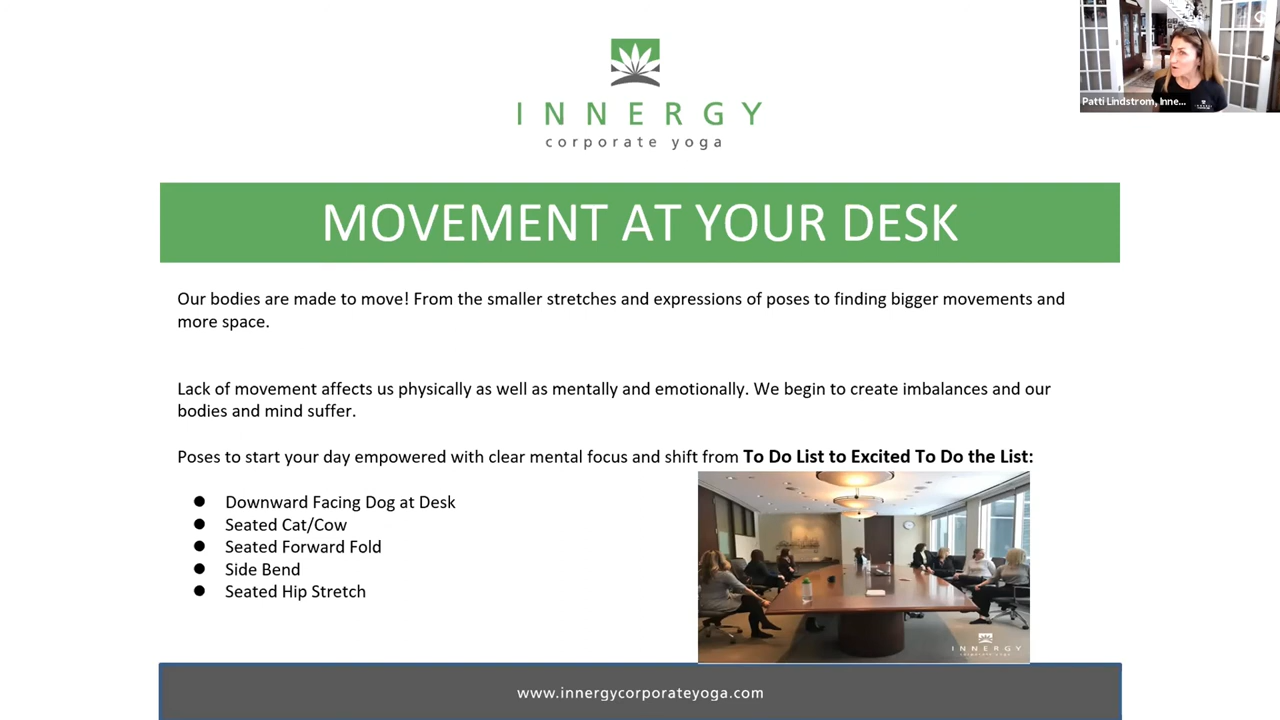 INNERGY
corporate yoga
Patti Lindstrom, Inne...
MOVEMENT AT YOUR DESK
Our bodies are made to move! From the smaller stretches and expressions of poses to finding bigger movements and
more space.
Lack of movement affects us physically as well as mentally and emotionally. We begin to create imbalances and our
bodies and mind suffer.
Poses to start your day empowered with clear mental focus and shift from To Do List to Excited To Do the List:
● Downward Facing Dog at Desk
● Seated Cat/Cow
● Seated Forward Fold
● Side Bend
● Seated Hip Stretch
INNERGY
corporate yoga
www.innergycorporateyoga.com